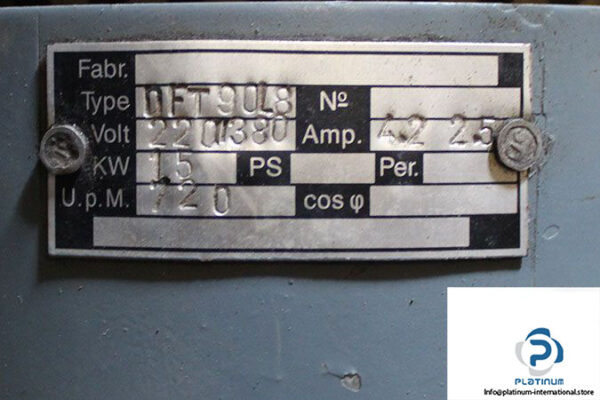 Fabr.
Type DFT90L8 Nº
Volt 220/380 Amp. 4.2 2.5
KW 1.5 PS Per.
U.p.M. 720 cos φ
PLATINUM
Info@platinum-international.store